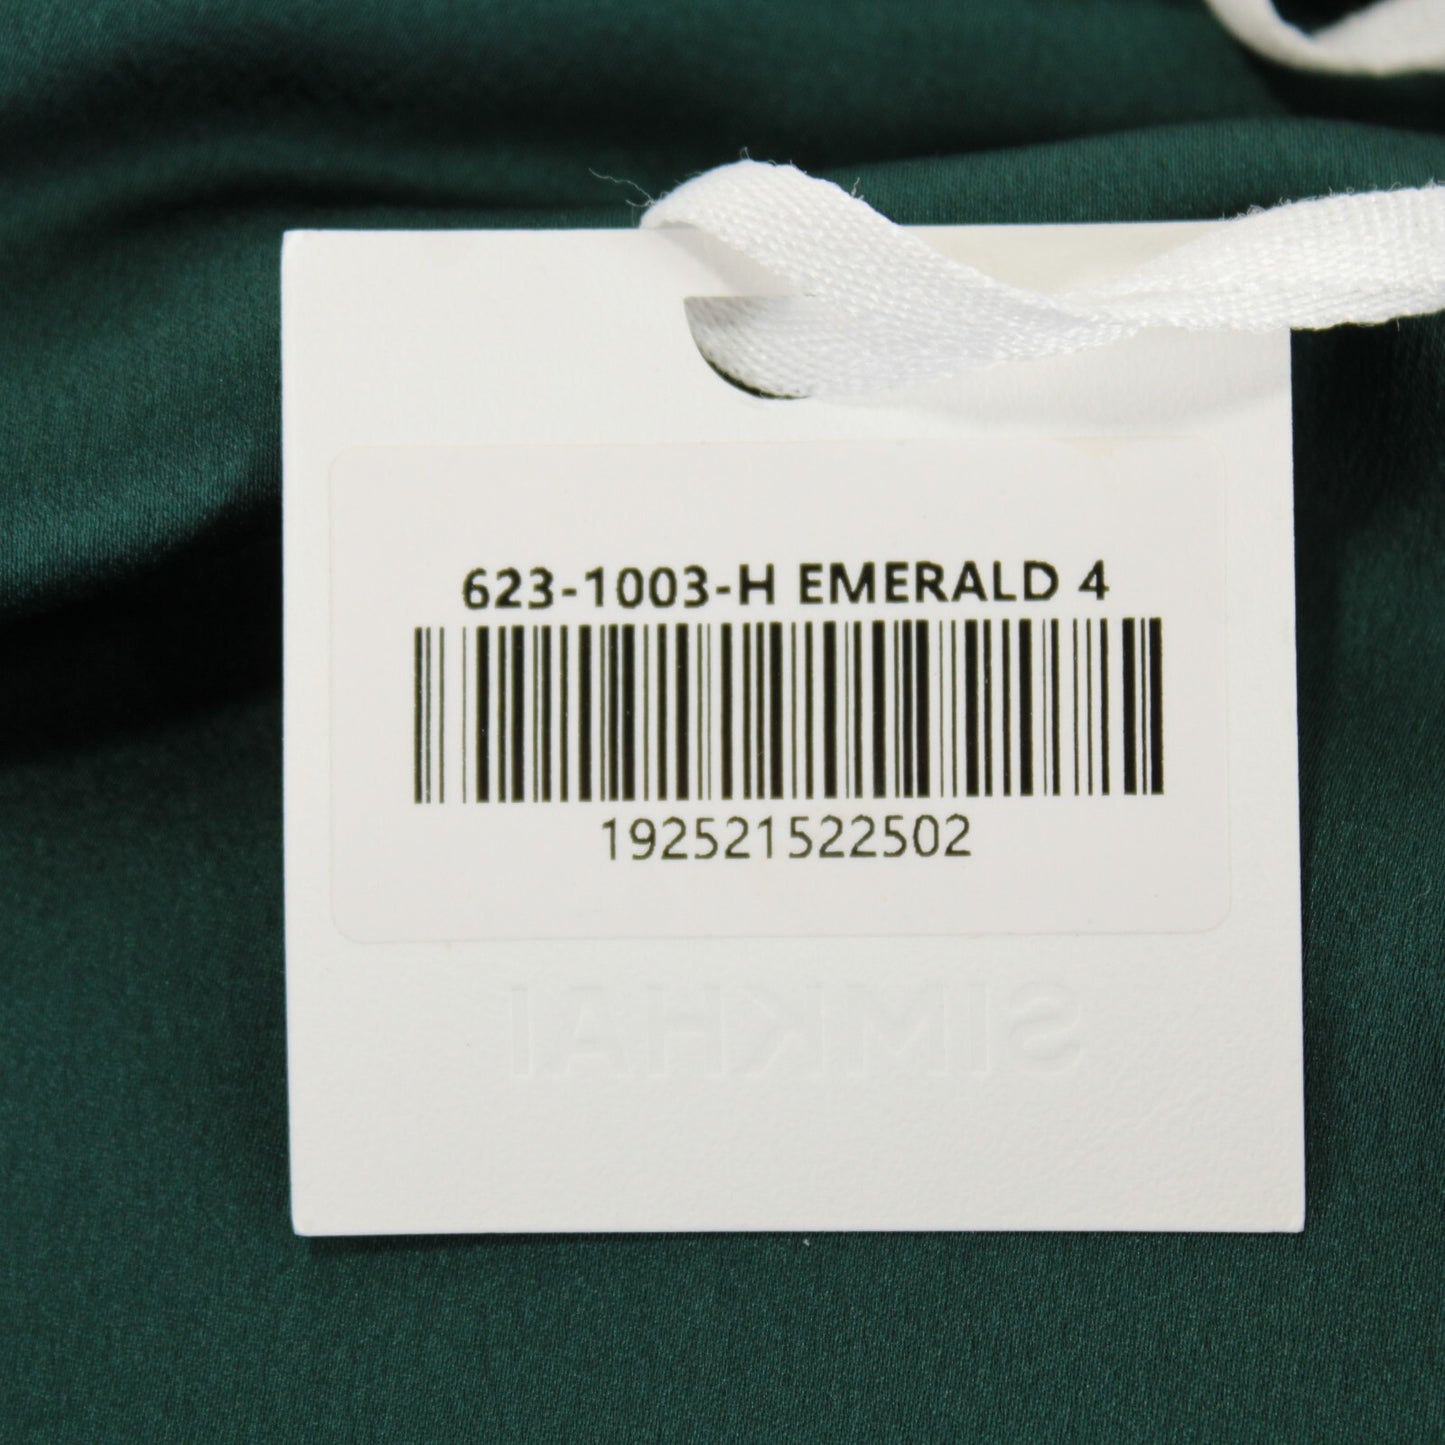 623-1003-H EMERALD 4
192521522502
SIMKHAI